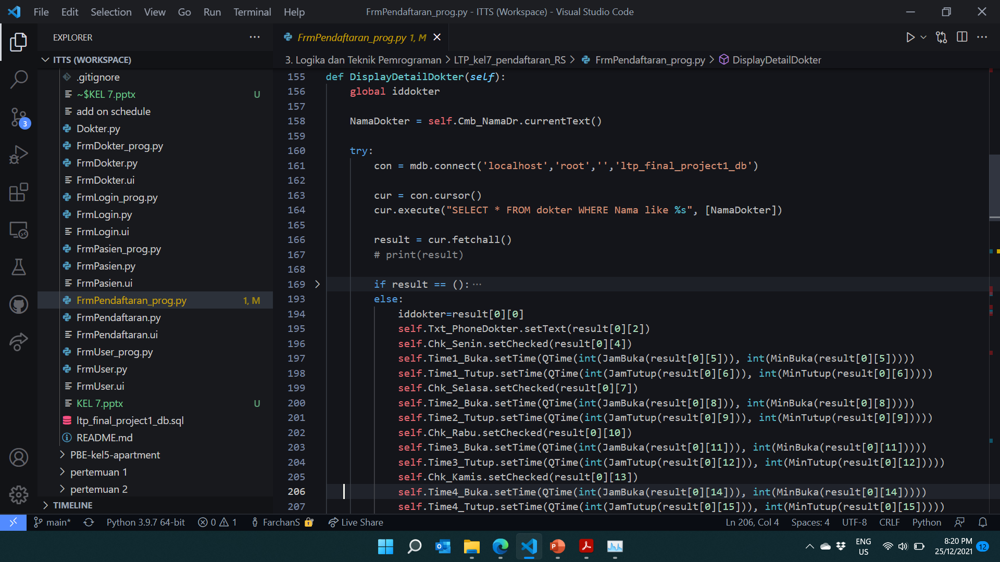 File Edit Selection View Go Run Terminal Help
FrmPendaftaran_prog.py - ITTS (Workspace) - Visual Studio Code
EXPLORER
ITTS (WORKSPACE)
.gitignore
~$KEL 7.pptx U
add on schedule
Dokter.py
FrmDokter_prog.py
FrmDokter.py
FrmDokter.ui
FrmLogin_prog.py
FrmLogin.py
FrmLogin.ui
FrmPasien_prog.py
FrmPasien.py
FrmPasien.ui
FrmPendaftaran_prog.py 1, M
FrmPendaftaran.py
FrmPendaftaran.ui
FrmUser_prog.py
FrmUser.py
FrmUser.ui
KEL 7.pptx U
ltp_final_project1_db.sql
README.md
PBE-kel5-apartment
pertemuan 1
pertemuan 2
TIMELINE
3
FrmPendaftaran_prog.py 1, M
3. Logika dan Teknik Pemrograman > LTP_kel7_pendaftaran_RS > FrmPendaftaran_prog.py > DisplayDetailDokter
155 def DisplayDetailDokter(self):
156 global iddokter
157
158 NamaDokter = self.Cmb_NamaDr.currentText()
159
160 try:
161 con = mdb.connect('localhost','root','','ltp_final_project1_db')
162
163 cur = con.cursor()
164 cur.execute("SELECT * FROM dokter WHERE Nama like %s", [NamaDokter])
165
166 result = cur.fetchall()
167 # print(result)
168
169 if result == ():···
193 else:
194 iddokter=result[0][0]
195 self.Txt_PhoneDokter.setText(result[0][2])
196 self.Chk_Senin.setChecked(result[0][4])
197 self.Time1_Buka.setTime(QTime(int(JamBuka(result[0][5])), int(MinBuka(result[0][5]))))
198 self.Time1_Tutup.setTime(QTime(int(JamTutup(result[0][6])), int(MinTutup(result[0][6]))))
199 self.Chk_Selasa.setChecked(result[0][7])
200 self.Time2_Buka.setTime(QTime(int(JamBuka(result[0][8])), int(MinBuka(result[0][8]))))
201 self.Time2_Tutup.setTime(QTime(int(JamTutup(result[0][9])), int(MinTutup(result[0][9]))))
202 self.Chk_Rabu.setChecked(result[0][10])
203 self.Time3_Buka.setTime(QTime(int(JamBuka(result[0][11])), int(MinBuka(result[0][11]))))
204 self.Time3_Tutup.setTime(QTime(int(JamTutup(result[0][12])), int(MinTutup(result[0][12]))))
205 self.Chk_Kamis.setChecked(result[0][13])
206 self.Time4_Buka.setTime(QTime(int(JamBuka(result[0][14])), int(MinBuka(result[0][14]))))
207 self.Time4_Tutup.setTime(QTime(int(JamTutup(result[0][15])), int(MinTutup(result[0][15]))))
main* Python 3.9.7 64-bit 0 1 FarchanS Live Share
Ln 206, Col 4 Spaces: 4 UTF-8 CRLF Python
ENG
US
8:20 PM
25/12/2021
12